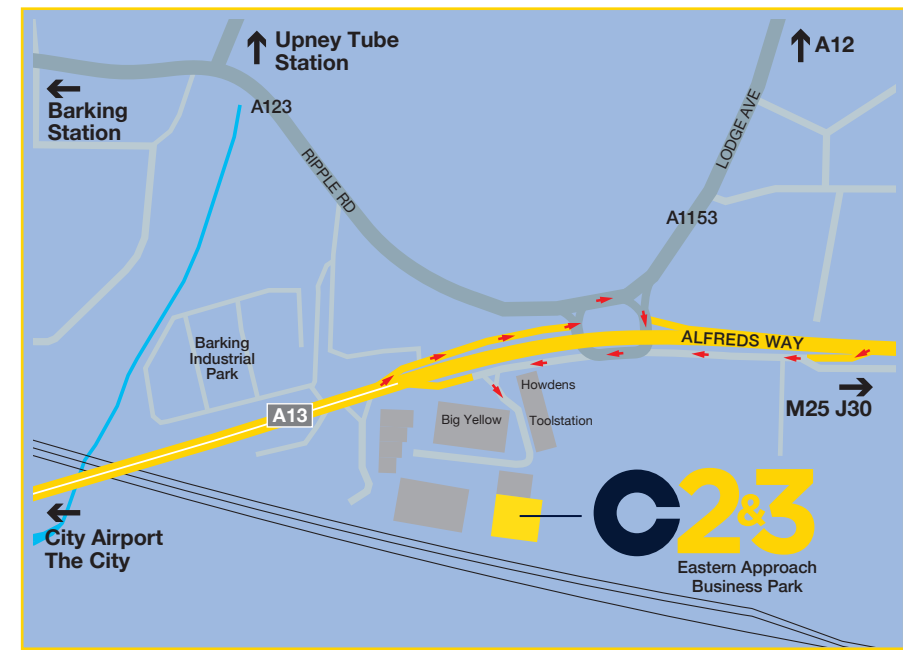 Upney Tube
Station
A12
Barking
Station
A123
RIPPLE RD
LODGE AVE
A1153
ALFREDS WAY
Barking
Industrial
Park
Howdens
M25 J30
A13
Big Yellow
Toolstation
C2&3
City Airport
The City
Eastern Approach
Business Park